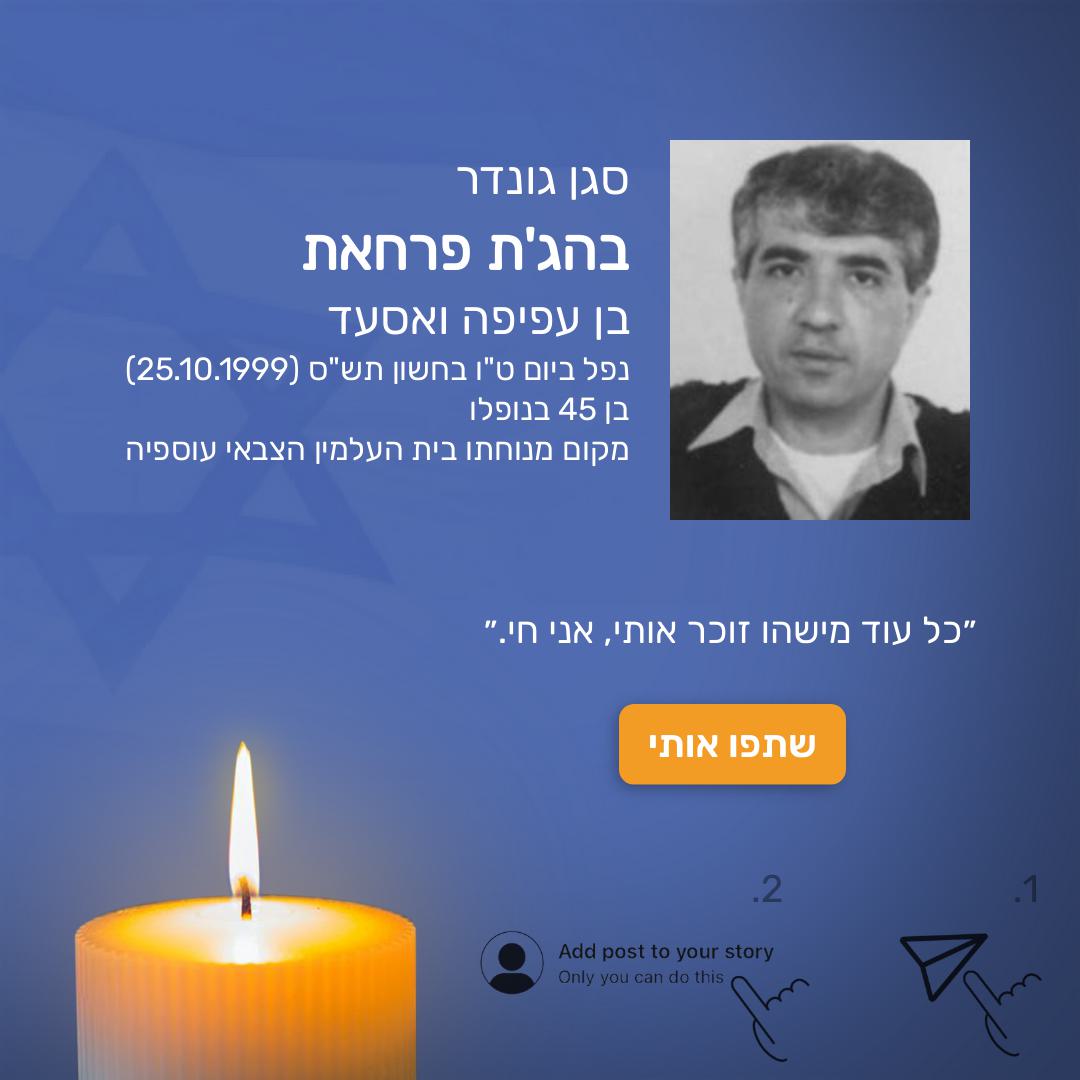 סגן גונדר
בהג'ת פרחאת
בן עפיפה ואסעד
נפל ביום ט"ו בחשון תש"ס (25.10.1999)
בן 45 בנופלו
מקום מנוחתו בית העלמין הצבאי עוספיה
״כל עוד מישהו זוכר אותי, אני חי.״
שתפו אותי
.1
.2
Add post to your story
Only you can do this